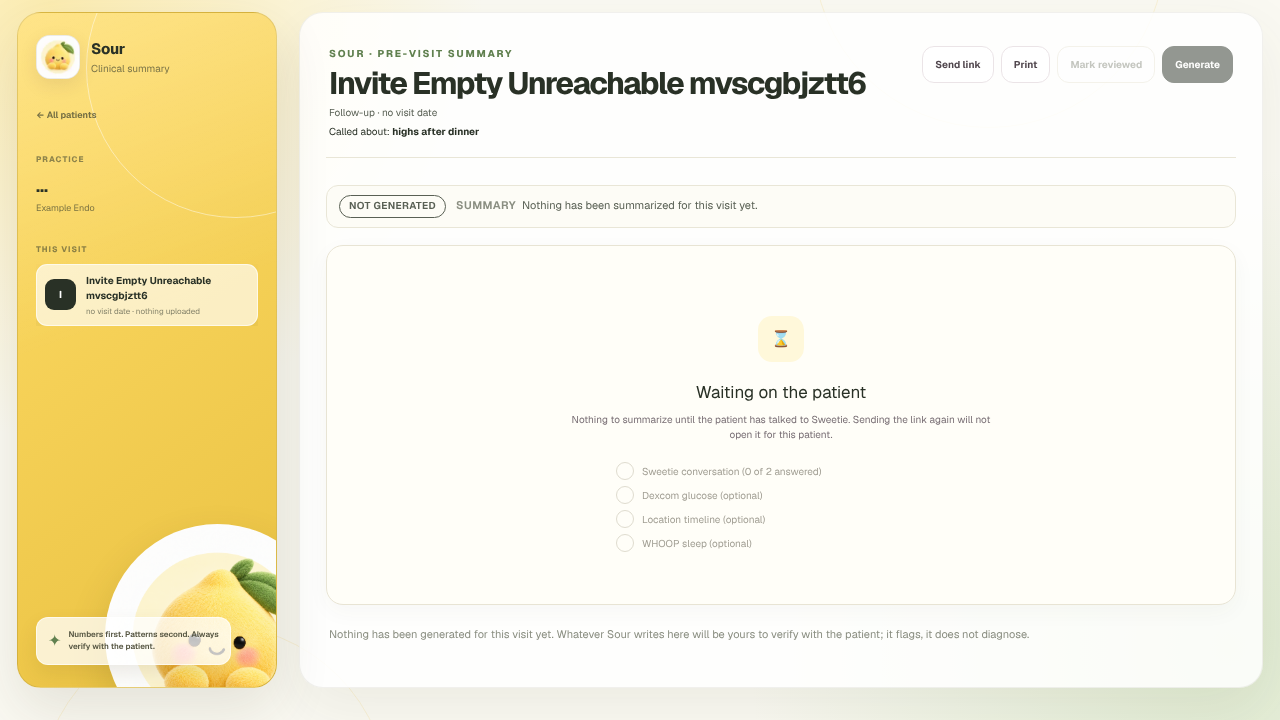 Sour
Clinical summary
← All patients
PRACTICE
...
Example Endo
THIS VISIT
I
Invite Empty Unreachable
mvscgbjztt6
no visit date · nothing uploaded
Numbers first. Patterns second. Always
verify with the patient.
SOUR · PRE-VISIT SUMMARY
Invite Empty Unreachable mvscgbjztt6
Follow-up · no visit date
Called about: highs after dinner
Send link
Print
Mark reviewed
Generate
NOT GENERATED
SUMMARY Nothing has been summarized for this visit yet.
Waiting on the patient
Nothing to summarize until the patient has talked to Sweetie. Sending the link again will not
open it for this patient.
Sweetie conversation (0 of 2 answered)
Dexcom glucose (optional)
Location timeline (optional)
WHOOP sleep (optional)
Nothing has been generated for this visit yet. Whatever Sour writes here will be yours to verify with the patient; it flags, it does not diagnose.